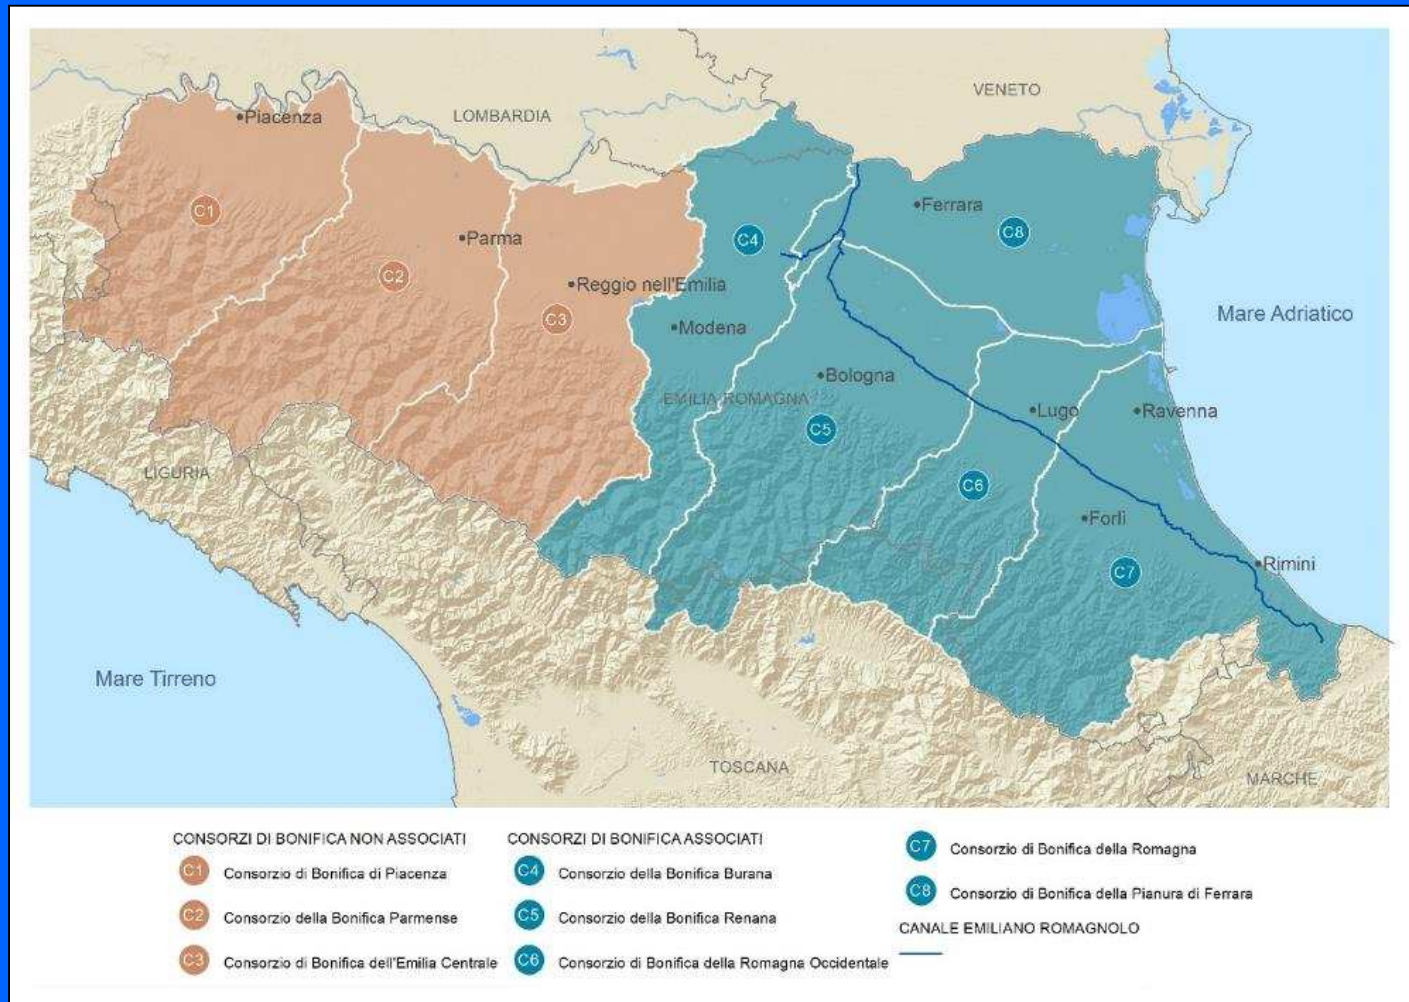 VENETO
LOMBARDIA
Piacenza
Ferrara
C1
C8
C4
Parma
C2
Reggio nell'Emilia
Mare Adriatico
C3
Modena
Bologna
EMILIA ROMAGNA
Lugo
Ravenna
C5
LIGURIA
C6
Forlì
Rimini
C7
Mare Tirreno
TOSCANA
MARCHE
CONSORZI DI BONIFICA NON ASSOCIATI
C1 Consorzio di Bonifica di Piacenza
C2 Consorzio della Bonifica Parmense
C3 Consorzio di Bonifica dell'Emilia Centrale
CONSORZI DI BONIFICA ASSOCIATI
C4 Consorzio della Bonifica Burana
C5 Consorzio della Bonifica Renana
C6 Consorzio di Bonifica della Romagna Occidentale
C7 Consorzio di Bonifica della Romagna
C8 Consorzio di Bonifica della Pianura di Ferrara
CANALE EMILIANO ROMAGNOLO